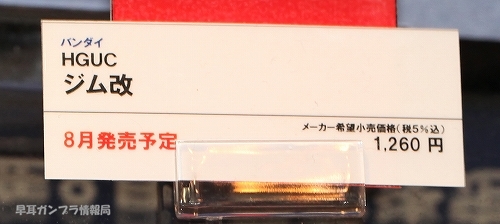 バンダイ
HGUC
ジム改
8月発売予定
メーカー希望小売価格(税5%込)
1,260 円
早耳ガンプラ情報局